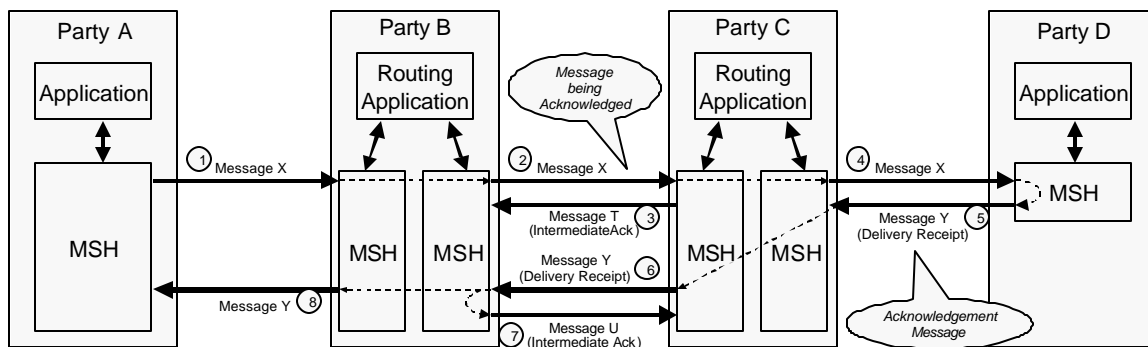 Party A
Party B
Party C
Party D
Application
Routing
Application
Message
being
Acknowledged
Routing
Application
Application
1
Message X
2
Message X
4
Message X
MSH
MSH
MSH
MSH
MSH
MSH
Message T
3
(IntermediateAck)
Message Y
5
(Delivery Receipt)
Message Y
6
(Delivery Receipt)
Message Y
8
7
Message U
(Intermediate Ack)
Acknowledgement
Message